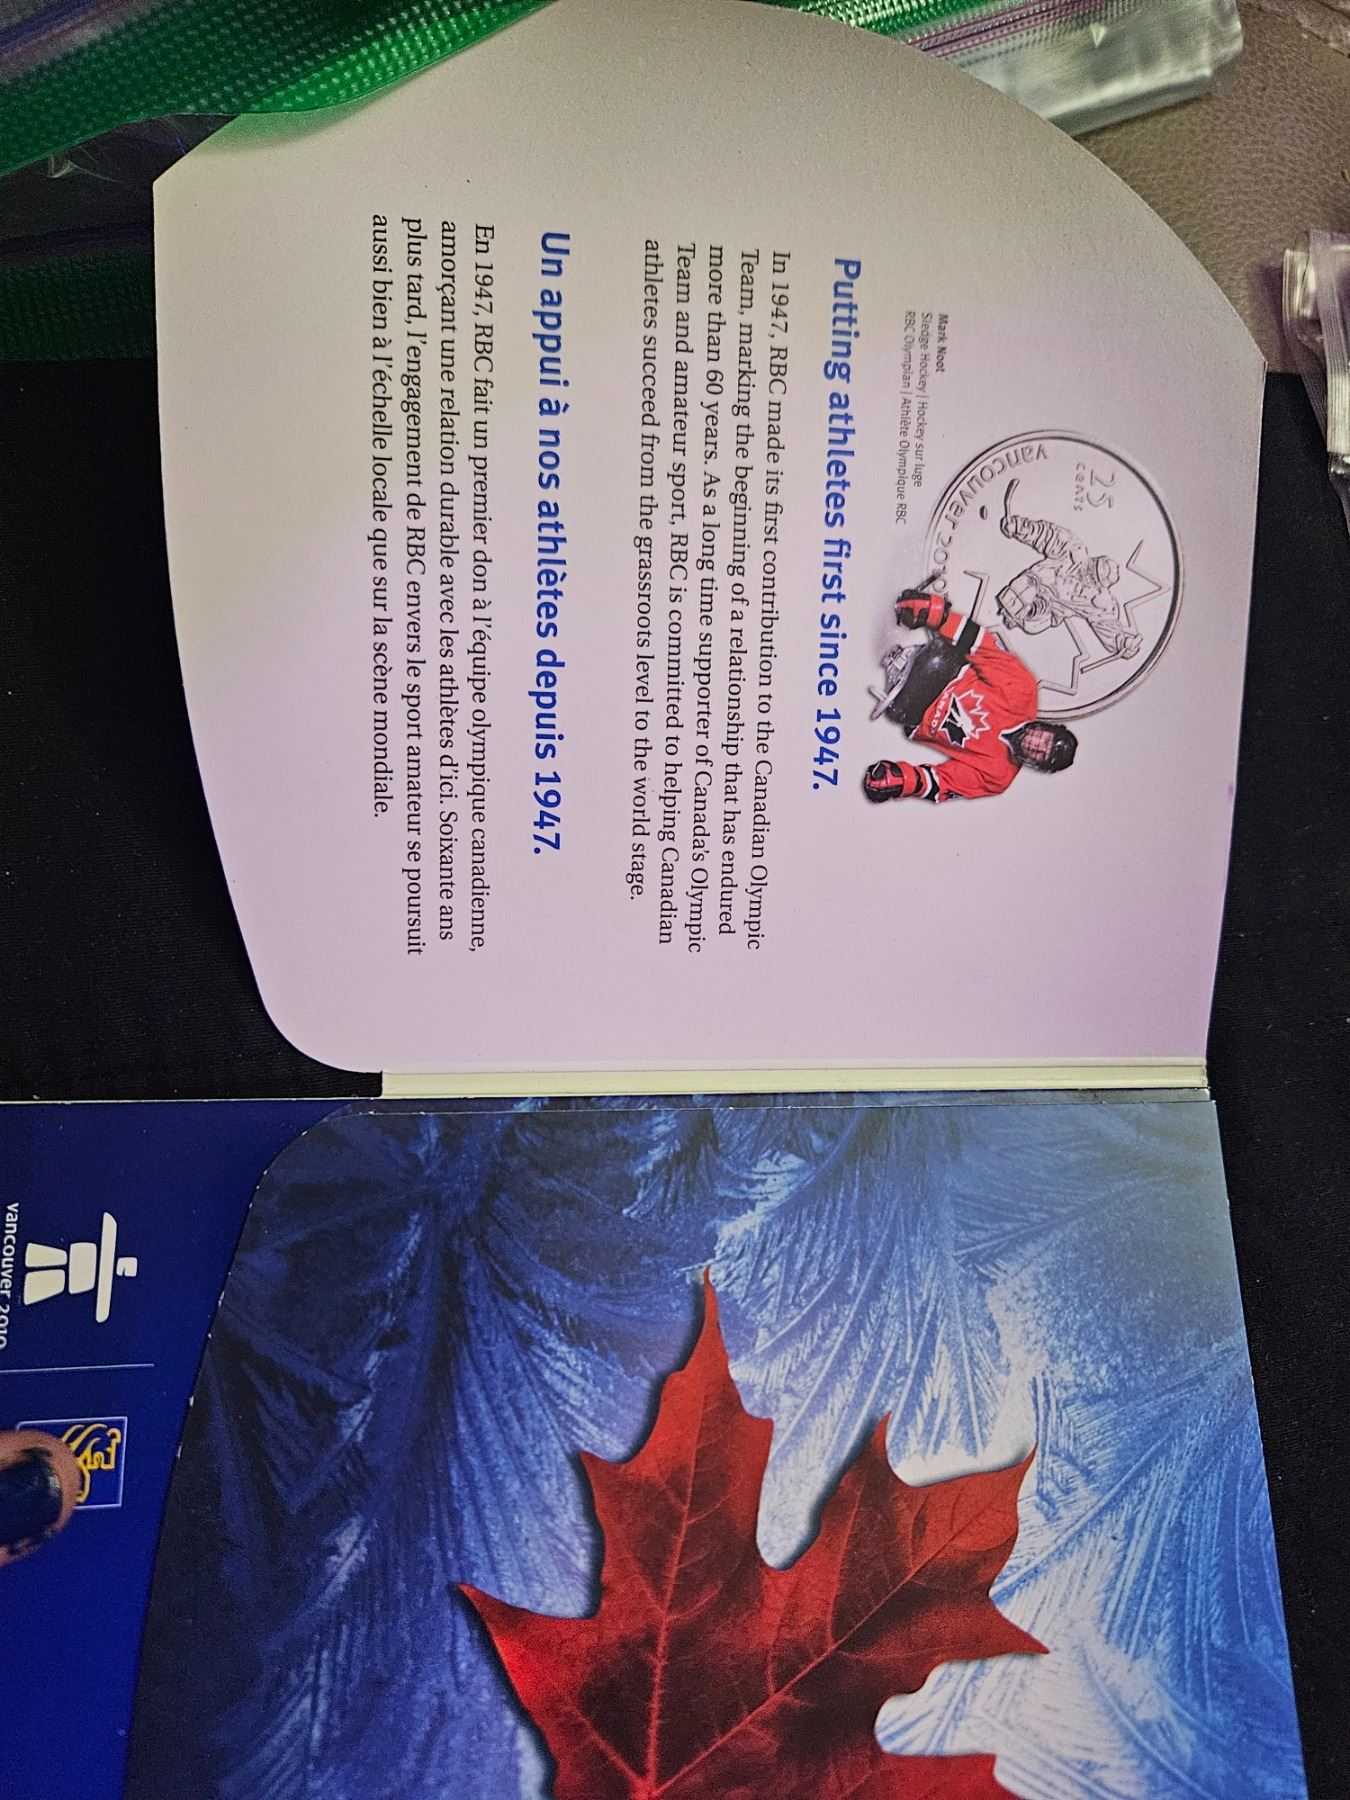 vancouver 2010
25
cents
CANADA
Mark Noot
Sledge Hockey | Hockey sur luge
RBC Olympian | Athlète Olympique RBC
Putting athletes first since 1947.
In 1947, RBC made its first contribution to the Canadian Olympic
Team, marking the beginning of a relationship that has endured
more than 60 years. As a long time supporter of Canada's Olympic
Team and amateur sport, RBC is committed to helping Canadian
athletes succeed from the grassroots level to the world stage.
Un appui à nos athlètes depuis 1947.
En 1947, RBC fait un premier don à l'équipe olympique canadienne,
amorçant une relation durable avec les athlètes d'ici. Soixante ans
plus tard, l'engagement de RBC envers le sport amateur se poursuit
aussi bien à l'échelle locale que sur la scène mondiale.
vancouver 2010